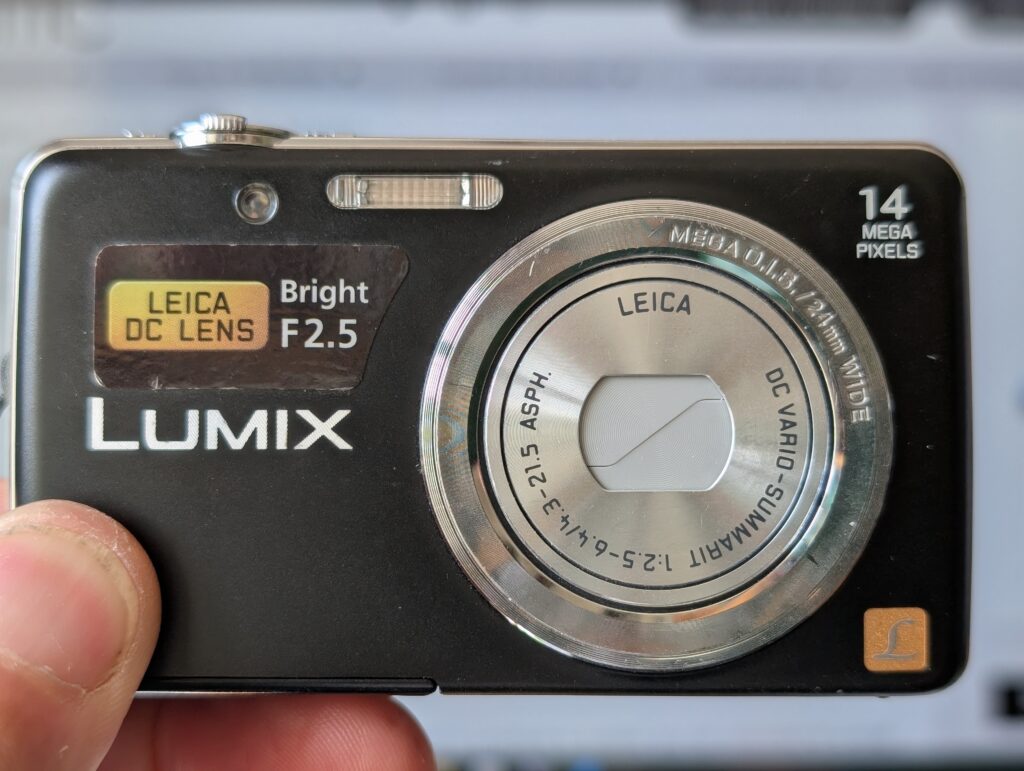 14
MEGA
PIXELS
LEICA
DC LENS
Bright
F2.5
LUMIX
MEGA O.I.S. / 24mm WIDE
LEICA
DC VARIO-SUMMARIT 1:2.5-6.4/4.3-21.5 ASPH.
L